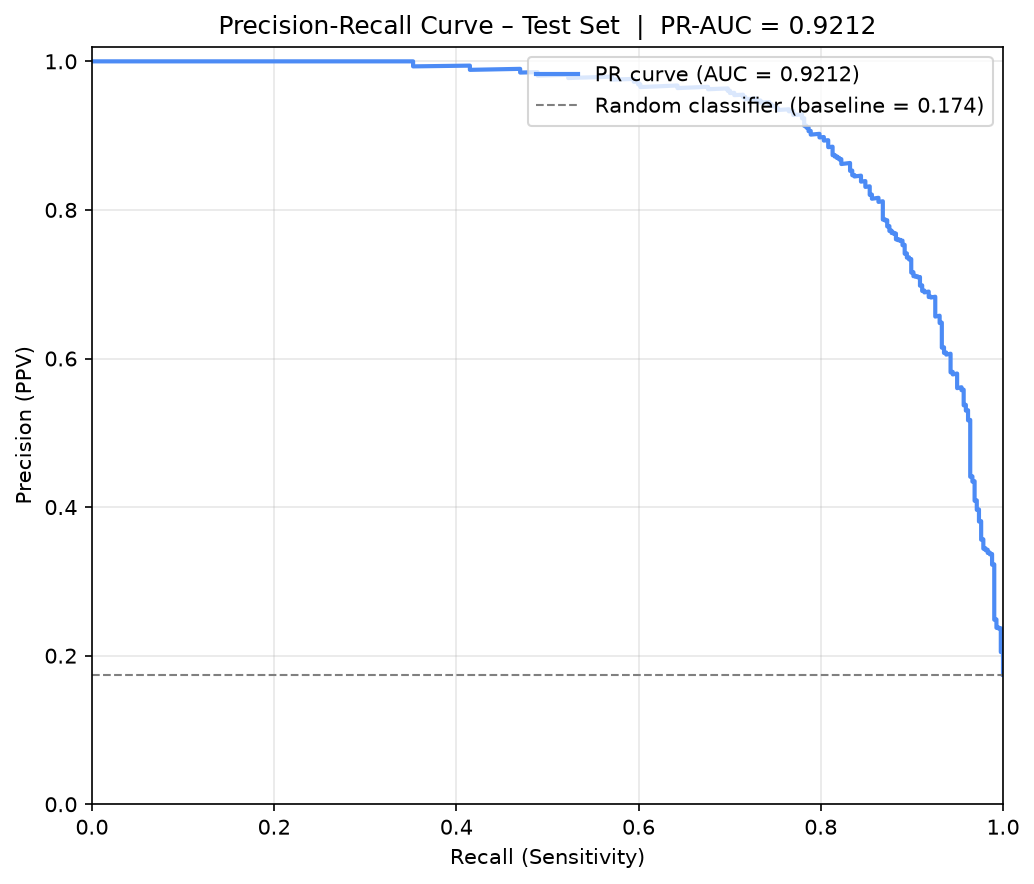 Precision-Recall Curve – Test Set | PR-AUC = 0.9212
PR curve (AUC = 0.9212)
Random classifier (baseline = 0.174)
Precision (PPV)
1.0
0.8
0.6
0.4
0.2
0.0
0.0 0.2 0.4 0.6 0.8 1.0
Recall (Sensitivity)